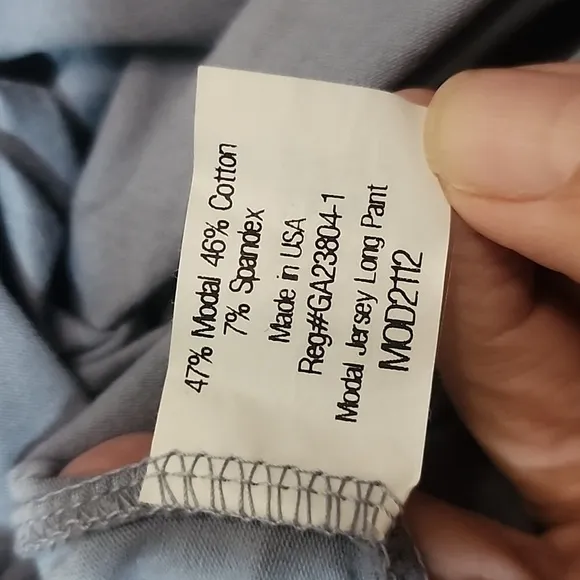 47% Modal 46% Cotton
7% Spandex
Made in USA
Reg#GA23804-1
Modal Jersey Long Pant
MOD2112